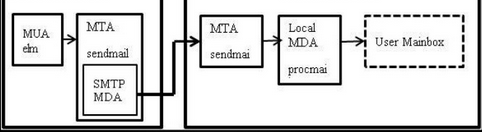 MUA
elm
MTA
sendmail
SMTP
MDA
MTA
sendmai
Local
MDA
procmai
User Mainbox